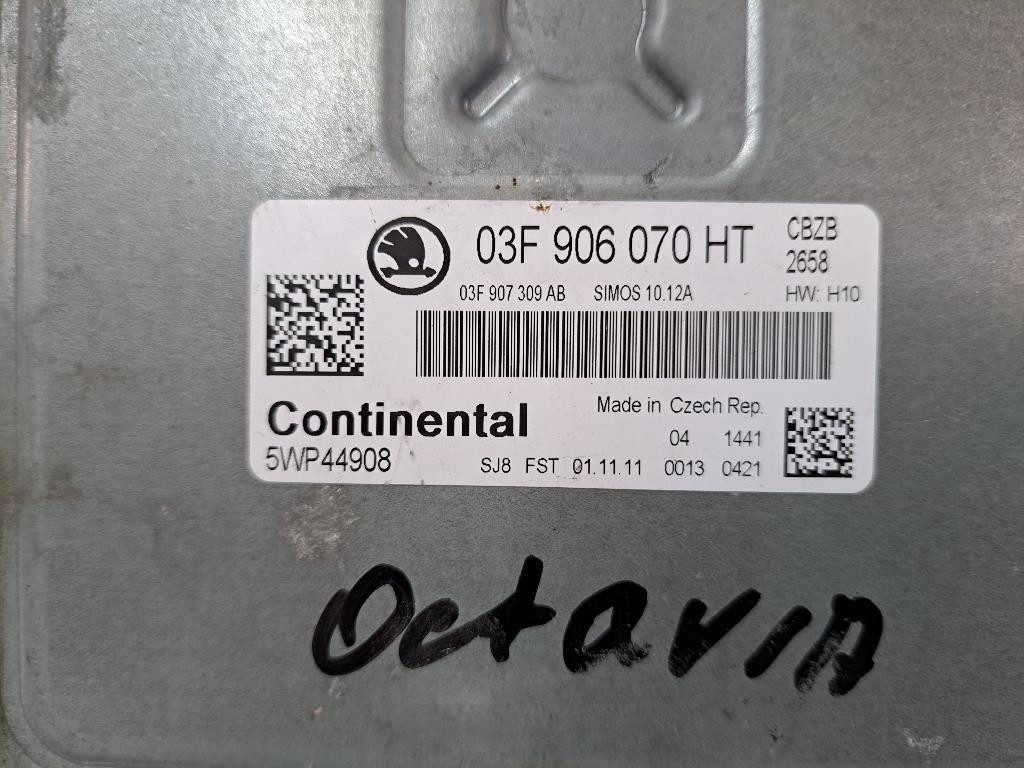 03F 906 070 HT CBZB
2658
03F 907 309 AB SIMOS 10.12A HW: H10
Continental Made in Czech Rep.
04 1441
5WP44908 SJ8 FST 01.11.11 0013 0421
OctaviA